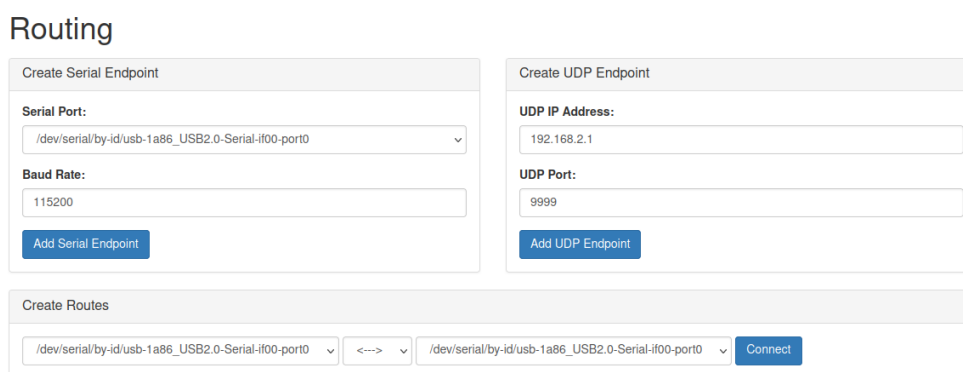 Routing
Create Serial Endpoint
Serial Port:
/dev/serial/by-id/usb-1a86_USB2.0-Serial-if00-port0
Baud Rate:
115200
Add Serial Endpoint
Create UDP Endpoint
UDP IP Address:
192.168.2.1
UDP Port:
9999
Add UDP Endpoint
Create Routes
/dev/serial/by-id/usb-1a86_USB2.0-Serial-if00-port0 <---> /dev/serial/by-id/usb-1a86_USB2.0-Serial-if00-port0 Connect